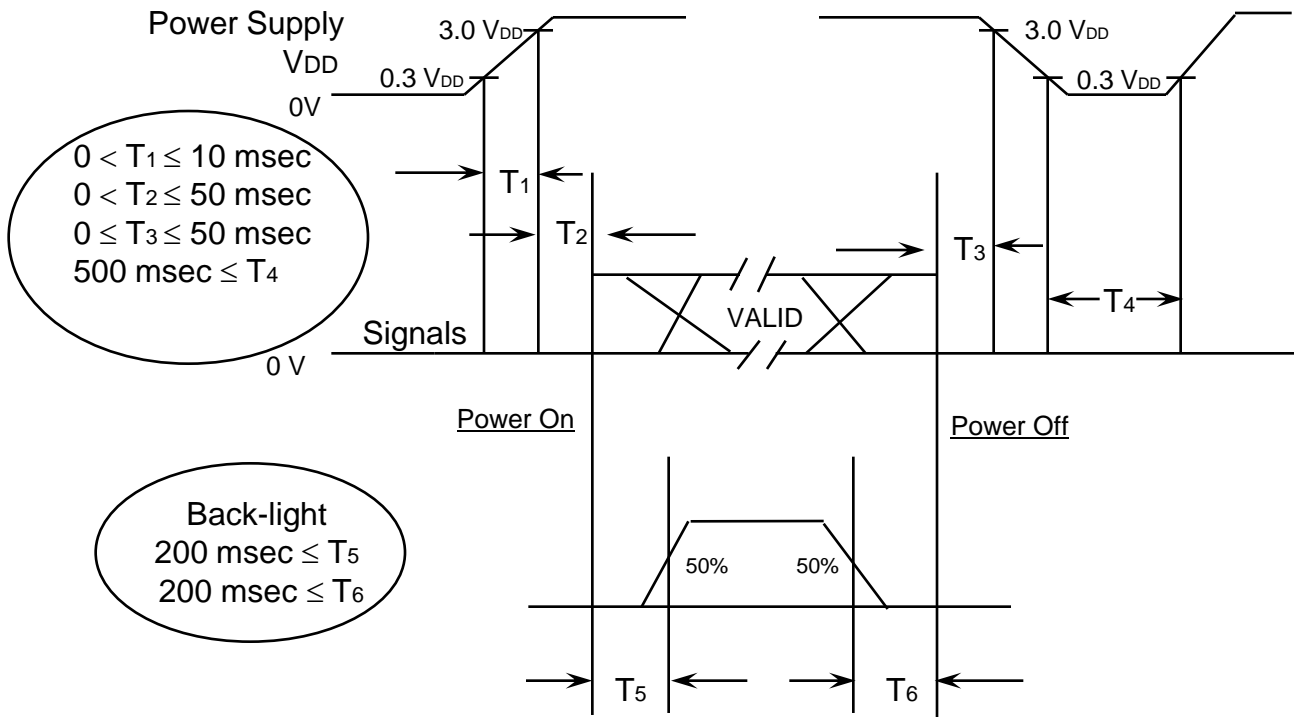 Power Supply
VDD
3.0 VDD
0.3 VDD
0V
3.0 VDD
0.3 VDD
0 < T1 ≤ 10 msec
0 < T2 ≤ 50 msec
0 ≤ T3 ≤ 50 msec
500 msec ≤ T4
T1
T2
T3
T4
VALID
Signals
0 V
Power On
Power Off
Back-light
200 msec ≤ T5
200 msec ≤ T6
50%
50%
T5
T6